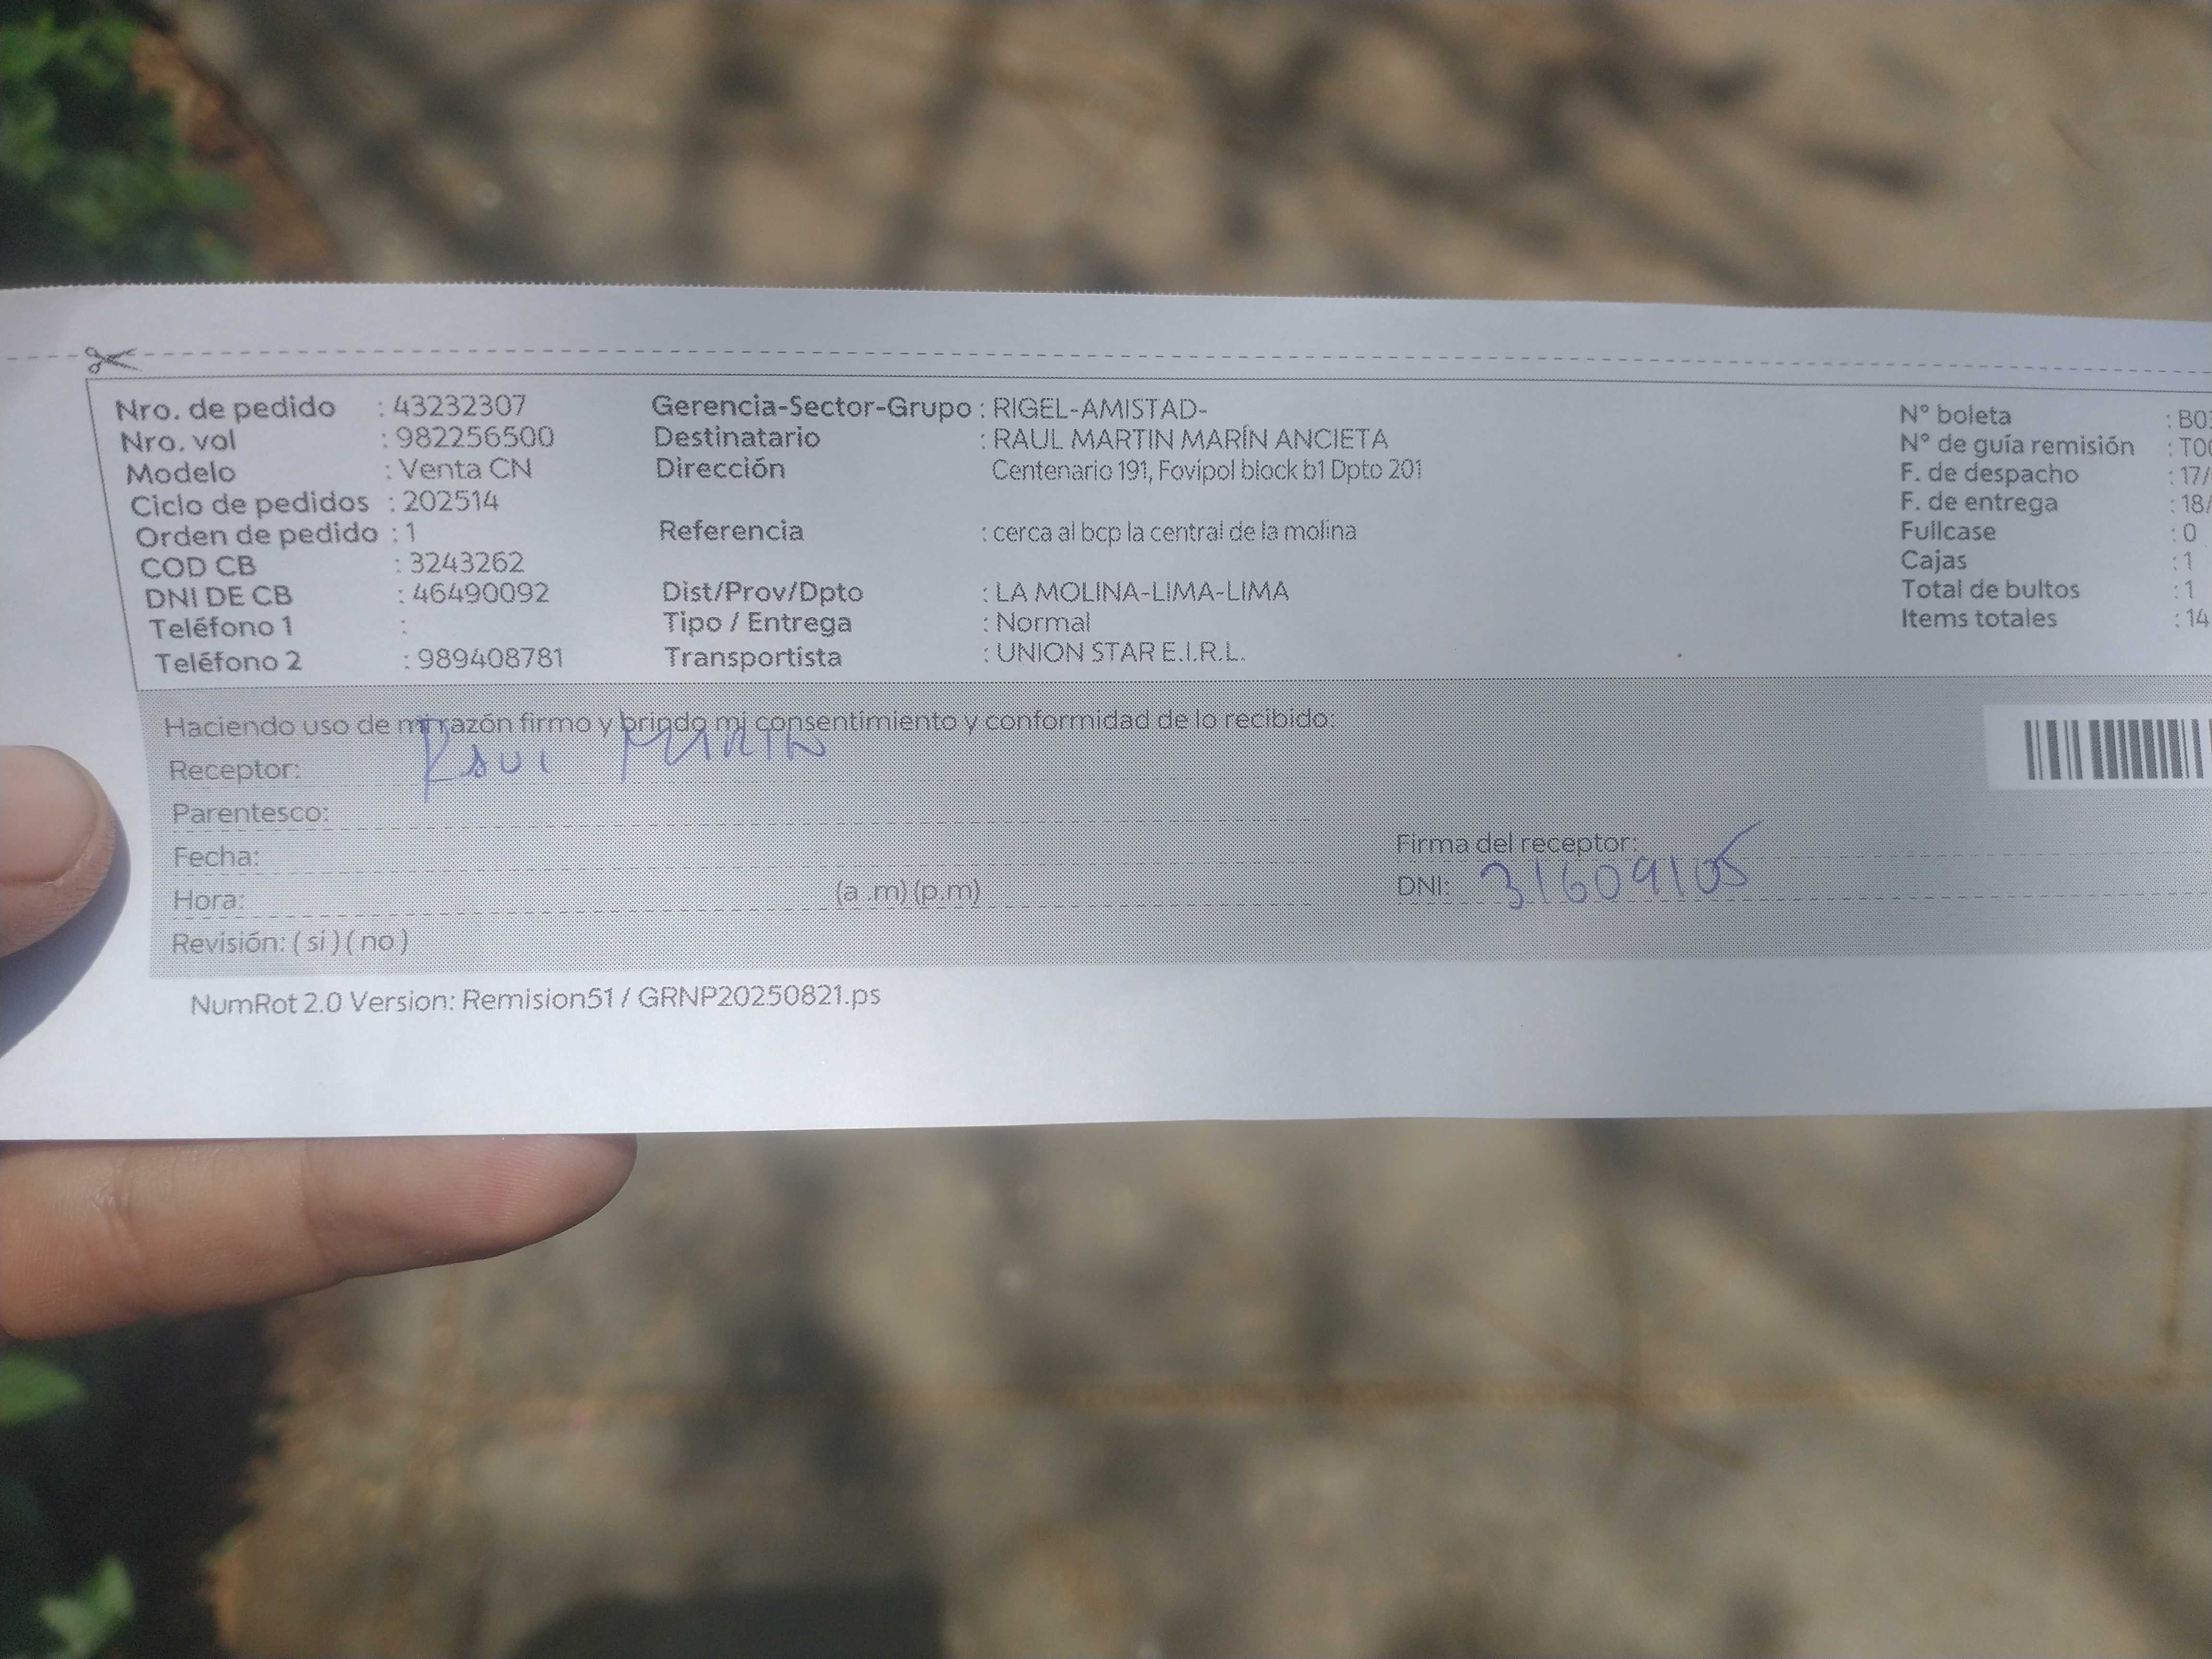 Nro. de pedido : 43232307
Nro. vol : 982256500
Modelo : Venta CN
Ciclo de pedidos : 202514
Orden de pedido : 1
COD CB : 3243262
DNI DE CB : 46490092
Teléfono 1 :
Teléfono 2 : 989408781
Gerencia-Sector-Grupo : RIGEL-AMISTAD-
Destinatario : RAUL MARTIN MARÍN ANCIETA
Dirección Centenario 191, Fovipol block b1 Dpto 201
Referencia : cerca al bcp la central de la molina
Dist/Prov/Dpto : LA MOLINA-LIMA-LIMA
Tipo / Entrega : Normal
Transportista : UNION STAR E.I.R.L.
N° boleta : B03
N° de guía remisión : T00
F. de despacho : 17/
F. de entrega : 18/
Fullcase : 0
Cajas : 1
Total de bultos : 1
Items totales : 14
Haciendo uso de mi razón firmo y brindo mi consentimiento y conformidad de lo recibido:
Receptor: Raul MARIN
Parentesco:
Fecha:
Hora: (a .m) (p.m)
Revisión: ( si ) ( no )
Firma del receptor:
DNI: 31609105
NumRot 2.0 Version: Remision51 / GRNP20250821.ps